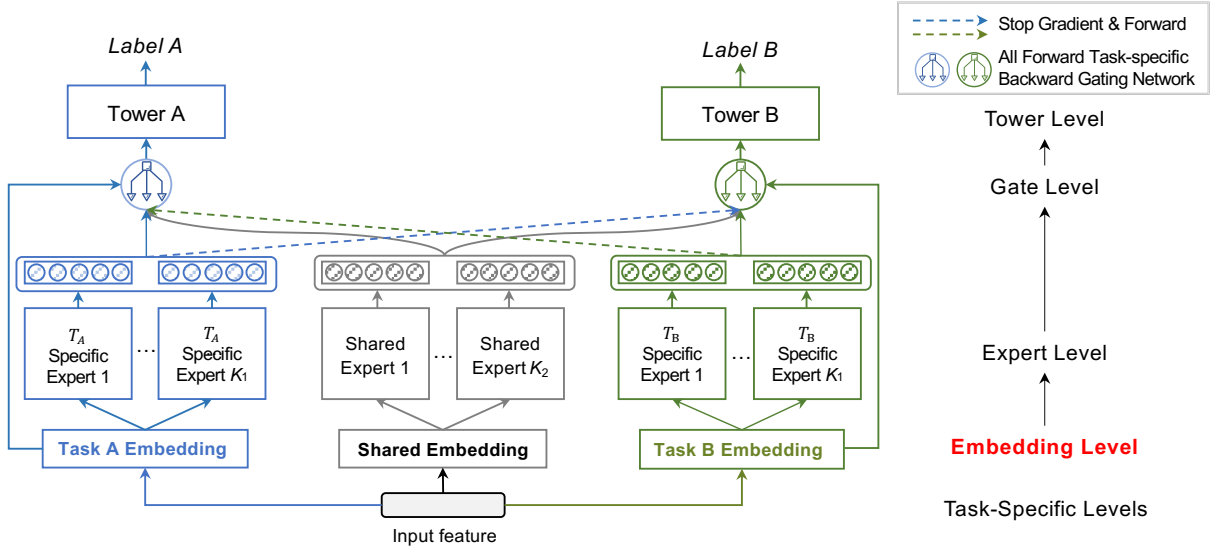 Label A
Label B
Stop Gradient & Forward
All Forward Task-specific
Backward Gating Network
Tower A
Tower B
Tower Level
Gate Level
T_A
Specific
Expert 1
...
T_A
Specific
Expert K₁
Shared
Expert 1
...
Shared
Expert K₂
T_B
Specific
Expert 1
...
T_B
Specific
Expert K₁
Expert Level
Task A Embedding
Shared Embedding
Task B Embedding
Embedding Level
Input feature
Task-Specific Levels